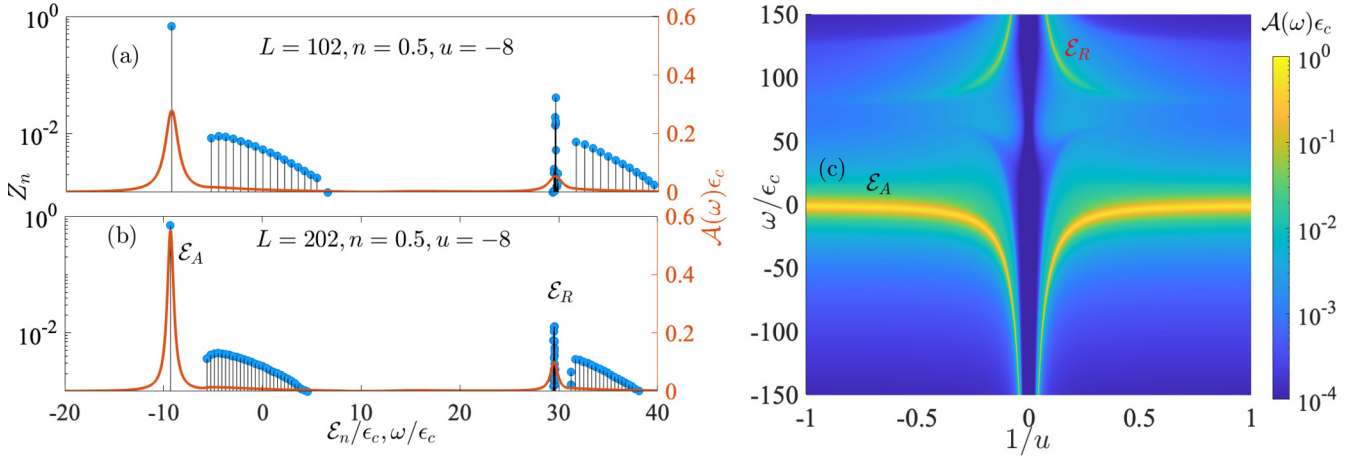 10^0
(a)
L = 102, n = 0.5, u = −8
10^-2
Z_n
0.6
0.4
0.2
0
10^0
(b)
L = 202, n = 0.5, u = −8
ℰ_A
ℰ_R
10^-2
0.6
0.4
0.2
0
𝒜(ω)ϵ_c
-20 -10 0 10 20 30 40
ℰ_n/ϵ_c, ω/ϵ_c
150
100
50
0
-50
-100
-150
ω/ϵ_c
ℰ_R
(c)
ℰ_A
-1 -0.5 0 0.5 1
1/u
𝒜(ω)ϵ_c
10^0
10^-1
10^-2
10^-3
10^-4